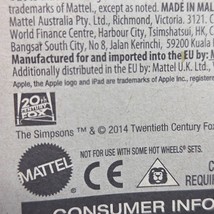 trademarks of Mattel., except as noted. MADE IN MAL
Mattel Australia Pty., Ltd., Richmond, Victoria. 3121. C
World Finance Centre, Harbour City, Tsimshatsui, HK, Ch
Bangsar South City, No 8, Jalan Kerinchi, 59200 Kuala
Manufactured for and imported into the EU by: M
Additionally distributed in the EU by: Mattel U.K., Ltd.
Apple, the Apple logo and iPad are trademarks of Apple Inc.
20th CENTURY FOX
The Simpsons ™ & © 2014 Twentieth Century Fox
MATTEL
NOT FOR USE WITH SOME HOT WHEELS® SETS.
CE
REQUIR
CONSUMER INFO